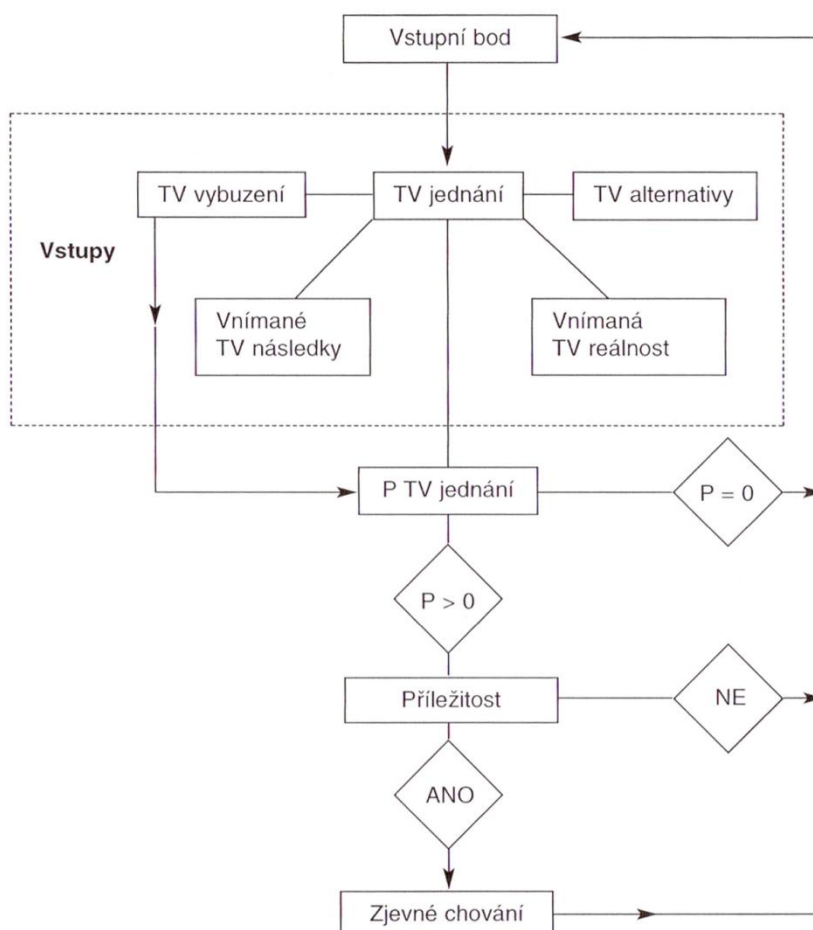 Vstupní bod
TV vybuzení
TV jednání
TV alternativy
Vstupy
Vnímané
TV následky
Vnímaná
TV reálnost
P TV jednání
P = 0
P > 0
Příležitost
NE
ANO
Zjevné chování